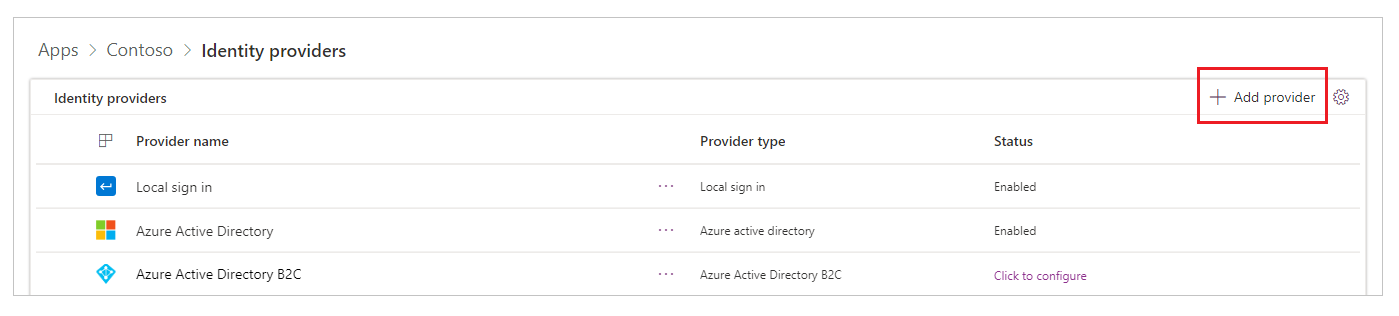 Apps > Contoso > Identity providers
Identity providers
+ Add provider
Provider name Provider type Status
Local sign in ... Local sign in Enabled
Azure Active Directory ... Azure active directory Enabled
Azure Active Directory B2C ... Azure Active Directory B2C Click to configure